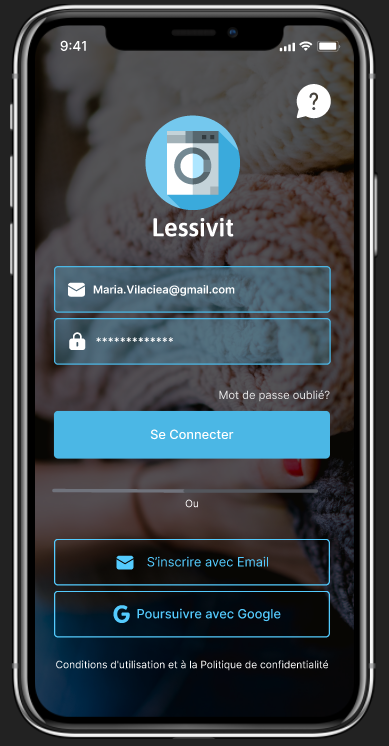 9:41
?
Lessivit
Maria.Vilaciea@gmail.com
*************
Mot de passe oublié?
Se Connecter
Ou
S'inscrire avec Email
G Poursuivre avec Google
Conditions d'utilisation et à la Politique de confidentialité